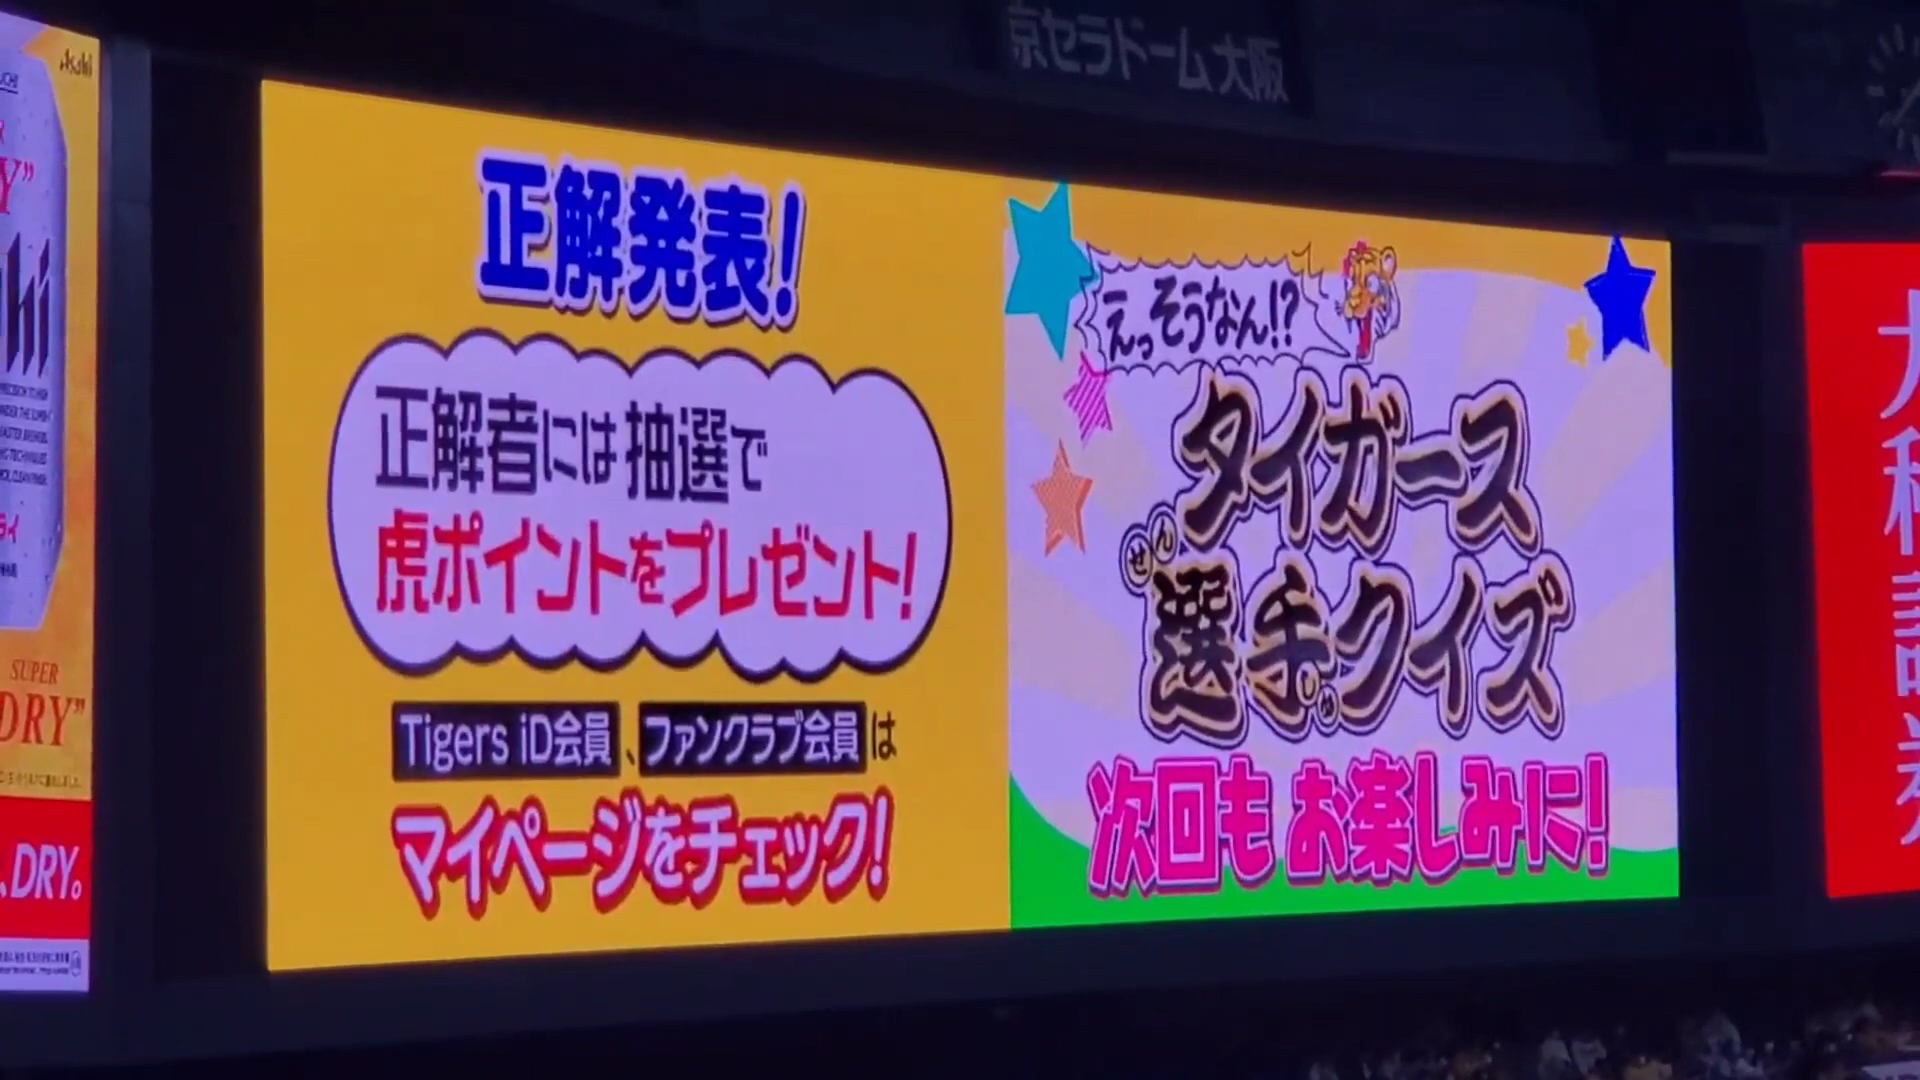 京セラドーム大阪
Asahi
正解発表!
正解者には抽選で
虎ポイントをプレゼント!
Tigers iD会員、ファンクラブ会員は
マイページをチェック!
えっそうなん!?
タイガース
せん
選手クイズ
しゅ
次回もお楽しみに!
SUPER
DRY"
DRY。